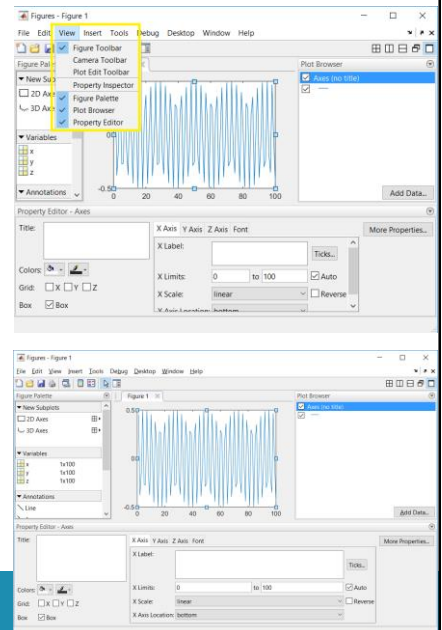 Figures - Figure 1
File Edit View Insert Tools Debug Desktop Window Help
Figure Toolbar
Camera Toolbar
Plot Edit Toolbar
Property Inspector
Figure Palette
Plot Browser
Property Editor
Figure Pale
New Sub
2D Axe
3D Axe
Variables
x
y
z
Annotations
-0.5
0 20 40 60 80 100
Plot Browser
Axes (no title)
Add Data...
Property Editor - Axes
Title:
Colors:
Grid: X Y Z
Box Box
X Axis Y Axis Z Axis Font
More Properties...
X Label:
Ticks...
X Limits: 0 to 100 Auto
X Scale: linear Reverse
X Axis Location: bottom
Figures - Figure 1
File Edit View Insert Tools Debug Desktop Window Help
Figure Palette
New Subplots
2D Axes
3D Axes
Variables
x 1x100
y 1x100
z 1x100
Annotations
Line
Figure 1
0.5
0
-0.5
0 20 40 60 80 100
Plot Browser
Axes (no title)
Add Data...
Property Editor - Axes
Title:
Colors:
Grid: X Y Z
Box Box
X Axis Y Axis Z Axis Font
More Properties...
X Label:
Ticks...
X Limits: 0 to 100 Auto
X Scale: linear Reverse
X Axis Location: bottom